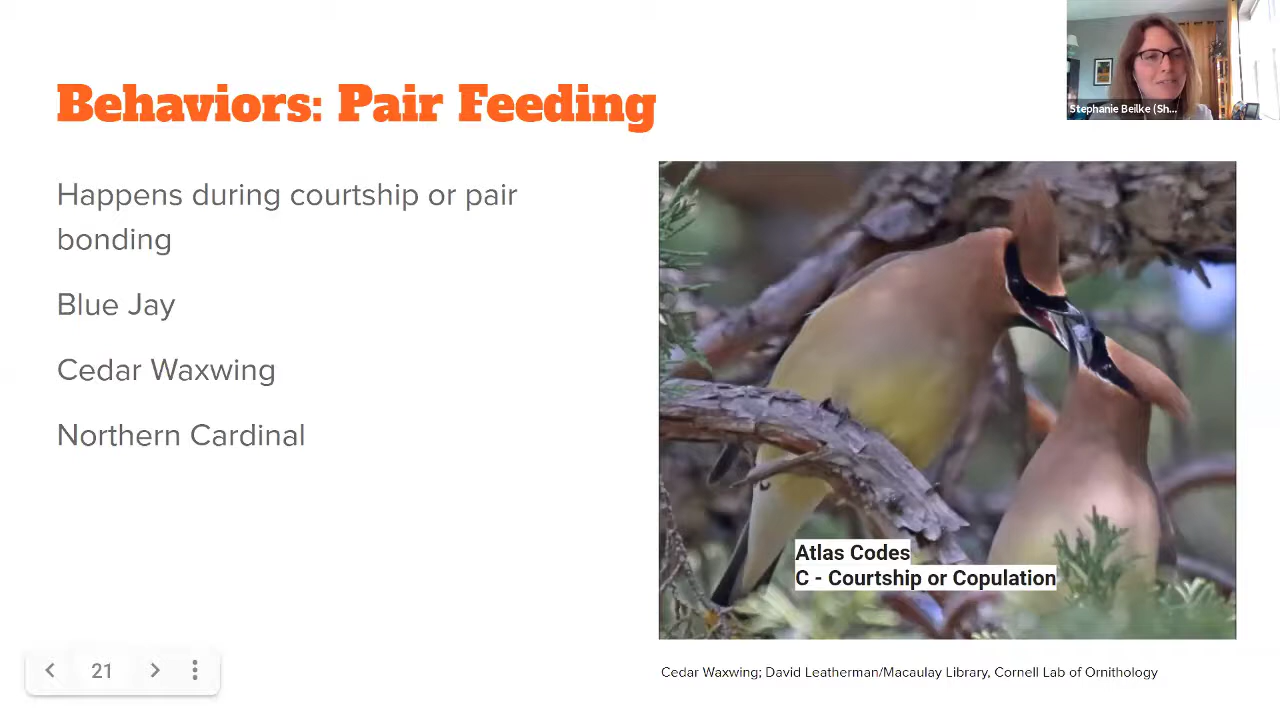 Behaviors: Pair Feeding
Stephanie Beilke (Sh...
Happens during courtship or pair
bonding
Blue Jay
Cedar Waxwing
Northern Cardinal
Atlas Codes
C - Courtship or Copulation
21
Cedar Waxwing; David Leatherman/Macaulay Library, Cornell Lab of Ornithology